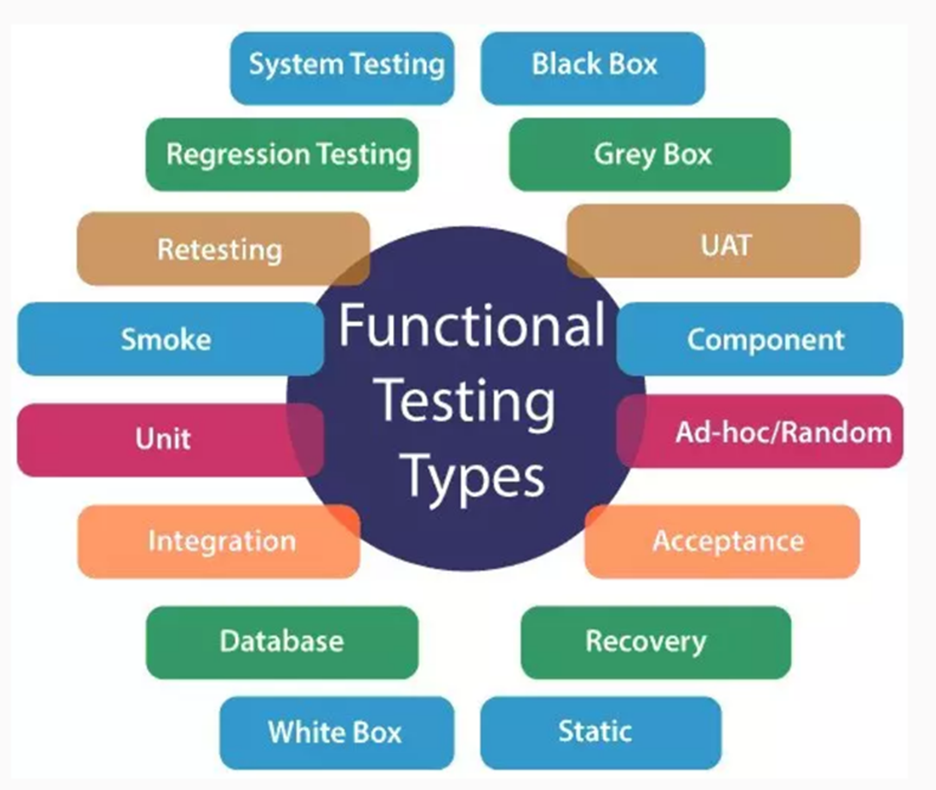 System Testing
Black Box
Regression Testing
Grey Box
Retesting
UAT
Smoke
Component
Unit
Ad-hoc/Random
Integration
Acceptance
Database
Recovery
White Box
Static
Functional
Testing
Types